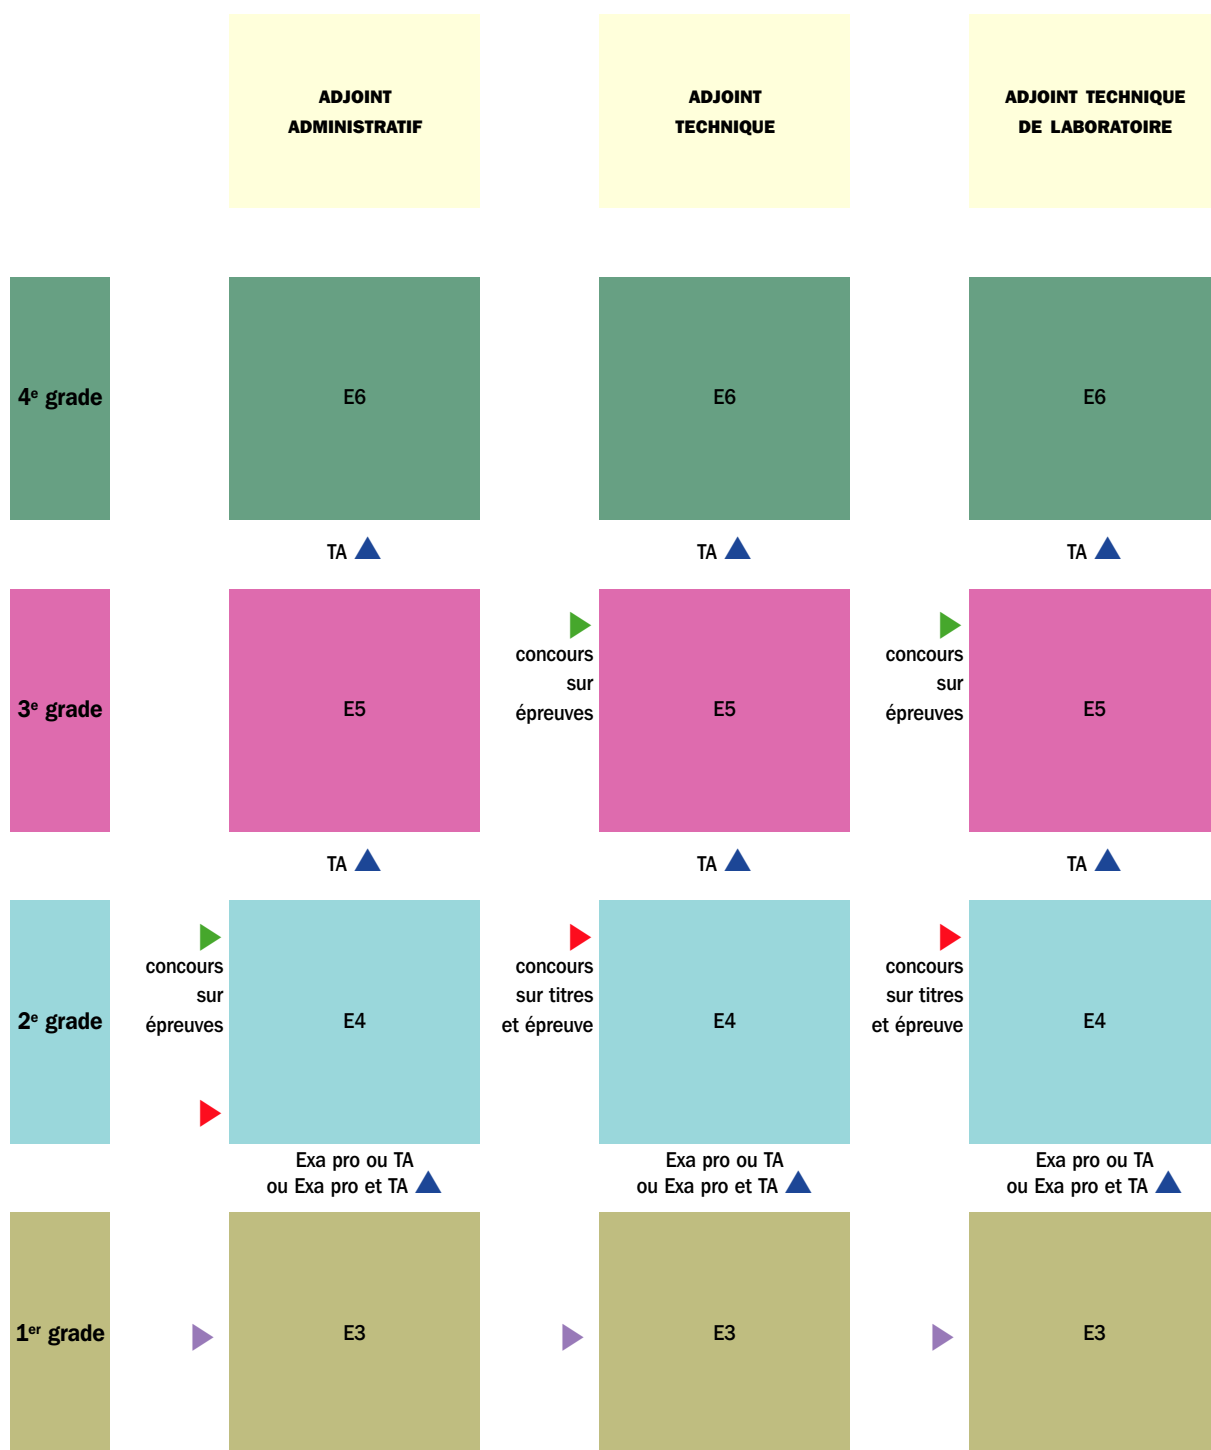 ADJOINT
ADMINISTRATIF
ADJOINT
TECHNIQUE
ADJOINT TECHNIQUE
DE LABORATOIRE
4e grade
E6
E6
E6
TA
TA
TA
3e grade
E5
concours
sur
épreuves
E5
concours
sur
épreuves
E5
TA
TA
TA
2e grade
concours
sur
épreuves
E4
concours
sur titres
et épreuve
E4
concours
sur titres
et épreuve
E4
Exa pro ou TA
ou Exa pro et TA
Exa pro ou TA
ou Exa pro et TA
Exa pro ou TA
ou Exa pro et TA
1er grade
E3
E3
E3